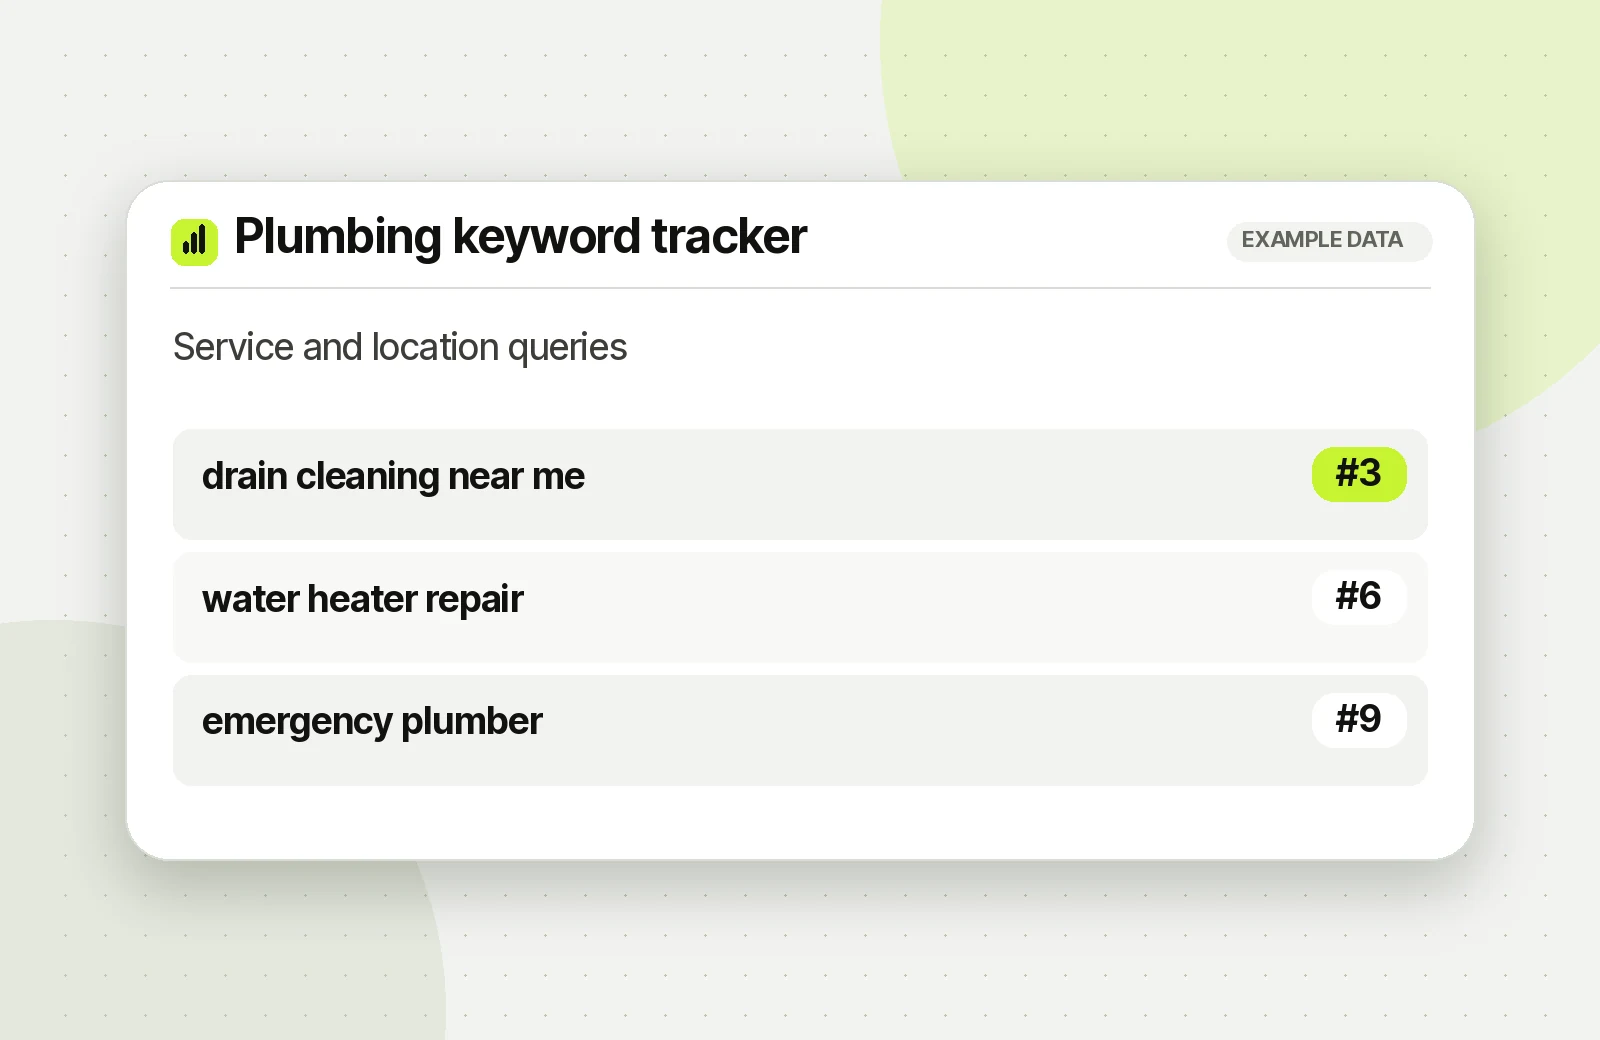 Plumbing keyword tracker
EXAMPLE DATA
Service and location queries
drain cleaning near me
#3
water heater repair
#6
emergency plumber
#9